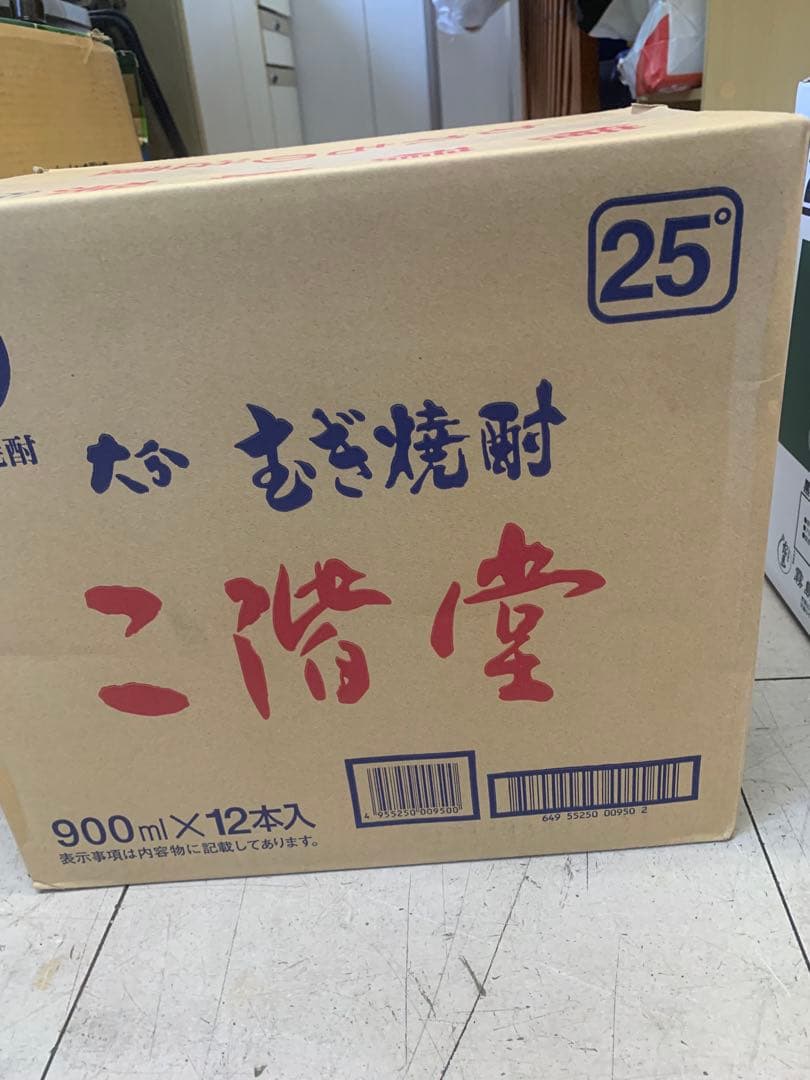 25°
焼酎
大分 むぎ焼酎
二階堂
900ml×12本入
表示事項は内容物に記載してあります。
4 955250 009500
649 55250 00950 2